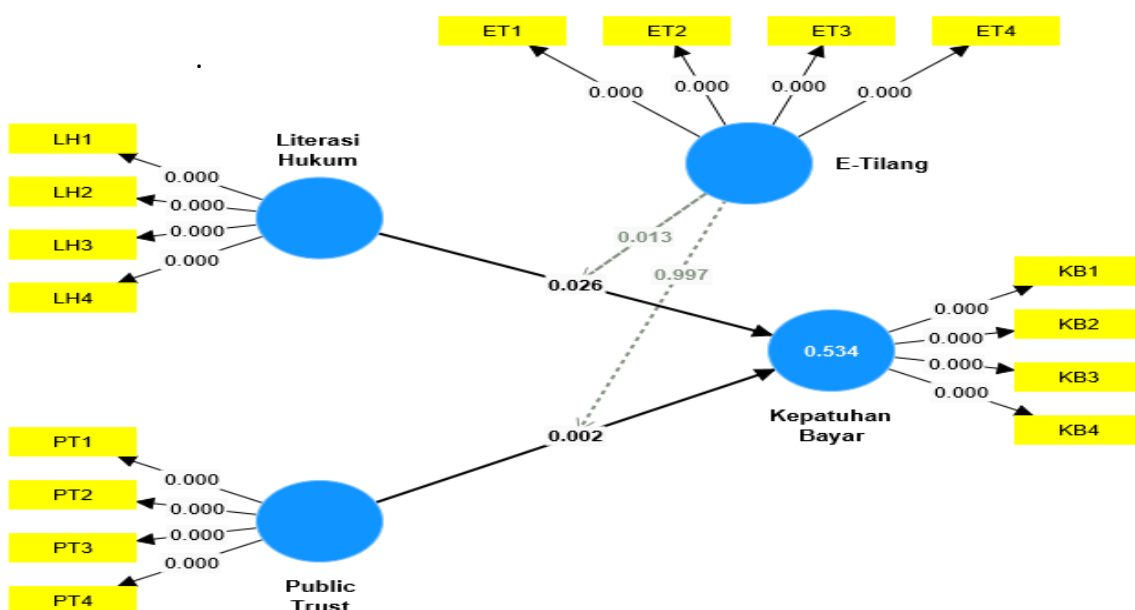 ET1
ET2
ET3
ET4
0.000
0.000
0.000
0.000
E-Tilang
LH1
LH2
LH3
LH4
0.000
0.000
0.000
0.000
Literasi
Hukum
0.013
0.997
0.026
0.002
0.534
Kepatuhan
Bayar
KB1
KB2
KB3
KB4
0.000
0.000
0.000
0.000
PT1
PT2
PT3
PT4
0.000
0.000
0.000
0.000
Public
Trust